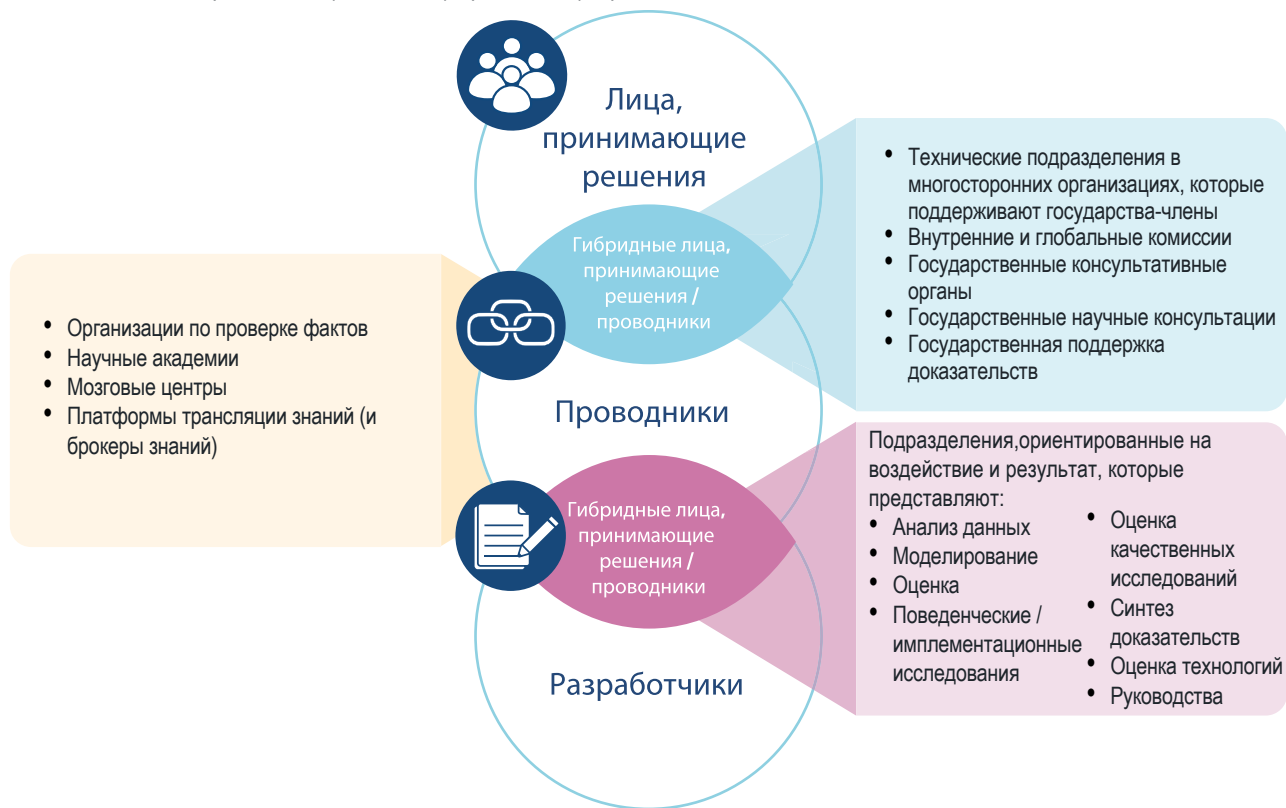 Лица,
принимающие
решения
Гибридные лица,
принимающие
решения /
проводники
• Технические подразделения в
многосторонних организациях, которые
поддерживают государства-члены
• Внутренние и глобальные комиссии
• Государственные консультативные
органы
• Государственные научные консультации
• Государственная поддержка
доказательств
• Организации по проверке фактов
• Научные академии
• Мозговые центры
• Платформы трансляции знаний (и
брокеры знаний)
Проводники
Гибридные лица,
принимающие
решения /
проводники
Подразделения,ориентированные на
воздействие и результат, которые
представляют:
• Анализ данных
• Моделирование
• Оценка
• Поведенческие /
имплементационные
исследования
• Оценка
качественных
исследований
• Синтез
доказательств
• Оценка технологий
• Руководства
Разработчики